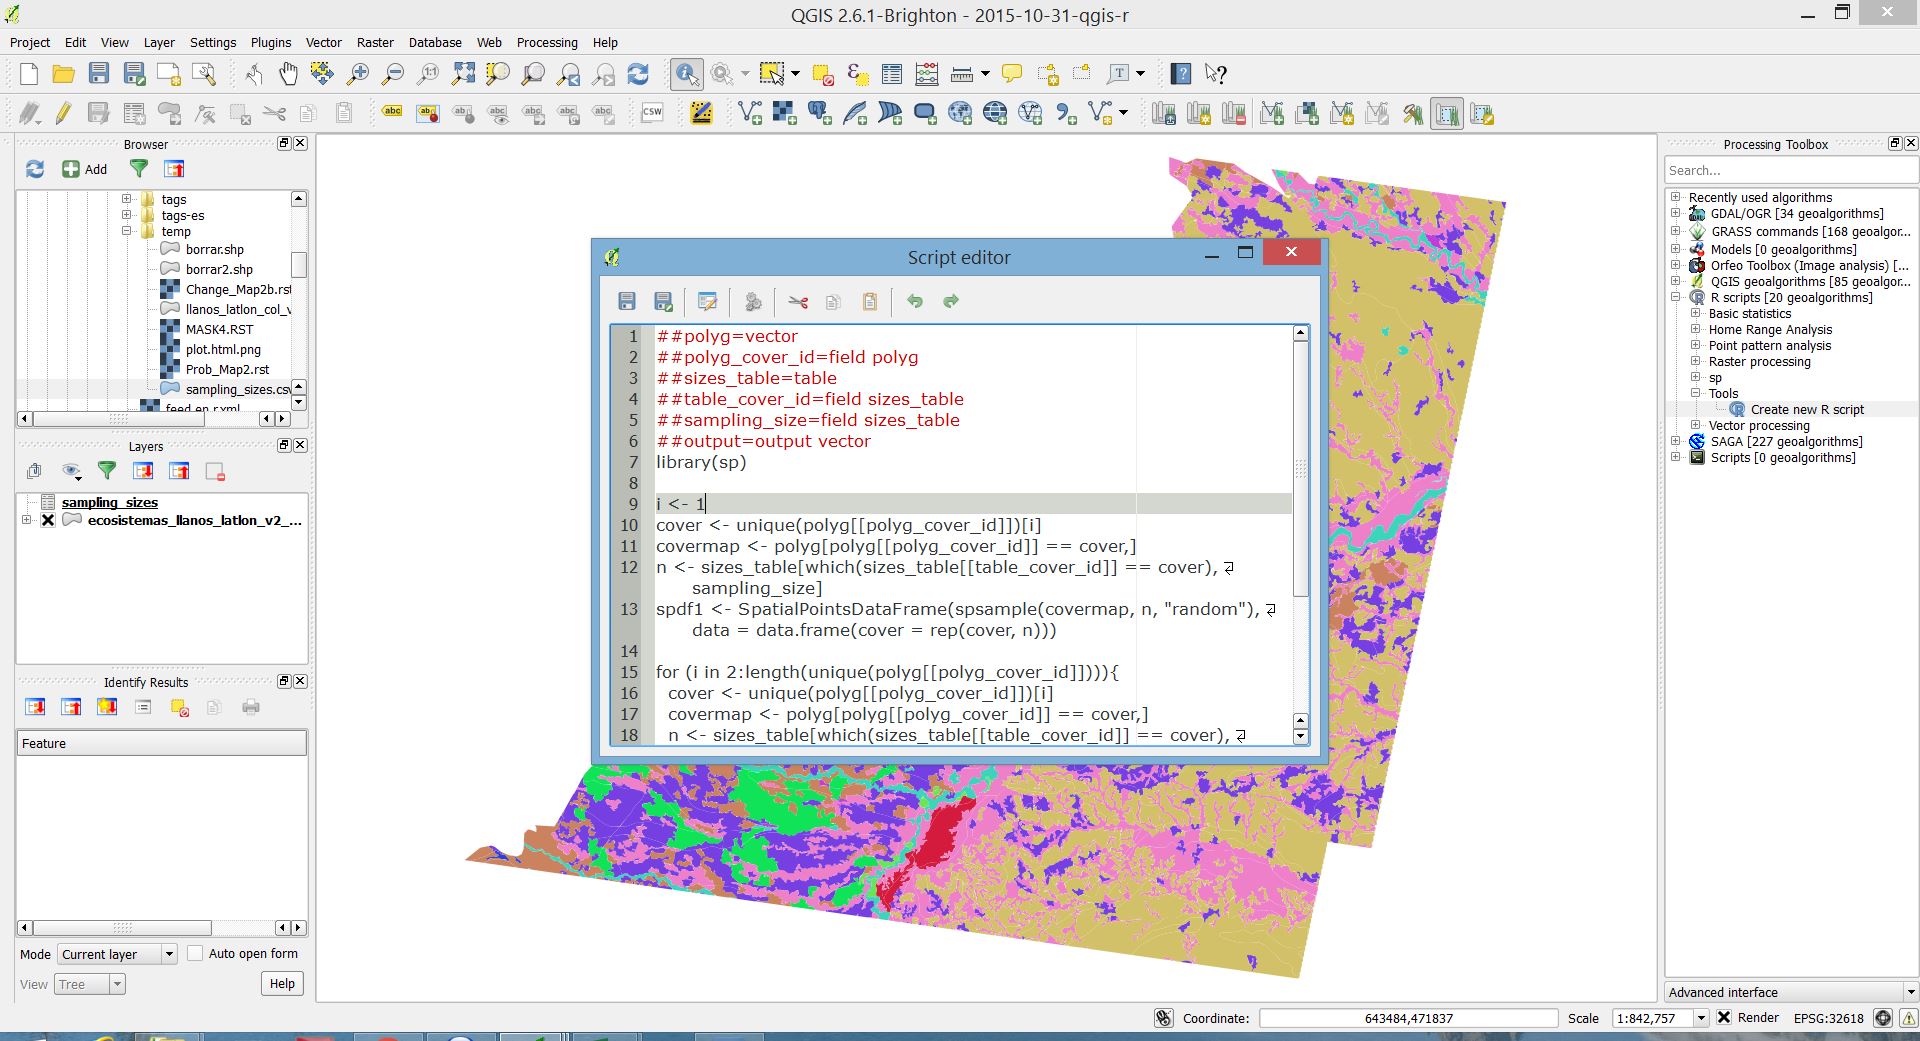 QGIS 2.6.1-Brighton - 2015-10-31-qgis-r
Project Edit View Layer Settings Plugins Vector Raster Database Web Processing Help
Browser
Add
tags
tags-es
temp
borrar.shp
borrar2.shp
Change_Map2b.rst
llanos_latlon_col_v
MASK4.RST
plot.html.png
Prob_Map2.rst
sampling_sizes.csv
feed en r.xml
Layers
sampling_sizes
ecosistemas_llanos_latlon_v2_...
Identify Results
Feature
Mode Current layer Auto open form
View Tree Help
Script editor
1 ##polyg=vector
2 ##polyg_cover_id=field polyg
3 ##sizes_table=table
4 ##table_cover_id=field sizes_table
5 ##sampling_size=field sizes_table
6 ##output=output vector
7 library(sp)
8
9 i <- 1
10 cover <- unique(polyg[[polyg_cover_id]])[i]
11 covermap <- polyg[polyg[[polyg_cover_id]] == cover,]
12 n <- sizes_table[which(sizes_table[[table_cover_id]] == cover),
sampling_size]
13 spdf1 <- SpatialPointsDataFrame(spsample(covermap, n, "random"),
data = data.frame(cover = rep(cover, n)))
14
15 for (i in 2:length(unique(polyg[[polyg_cover_id]]))){
16 cover <- unique(polyg[[polyg_cover_id]])[i]
17 covermap <- polyg[polyg[[polyg_cover_id]] == cover,]
18 n <- sizes_table[which(sizes_table[[table_cover_id]] == cover),
Processing Toolbox
Search...
Recently used algorithms
GDAL/OGR [34 geoalgorithms]
GRASS commands [168 geoalgor...
Models [0 geoalgorithms]
Orfeo Toolbox (Image analysis) [...
QGIS geoalgorithms [85 geoalgor...
R scripts [20 geoalgorithms]
Basic statistics
Home Range Analysis
Point pattern analysis
Raster processing
sp
Tools
Create new R script
Vector processing
SAGA [227 geoalgorithms]
Scripts [0 geoalgorithms]
Advanced interface
Coordinate: 643484,471837 Scale 1:842,757 Render EPSG:32618
abc abc abc abc abc abc abc CSW
1:1
T